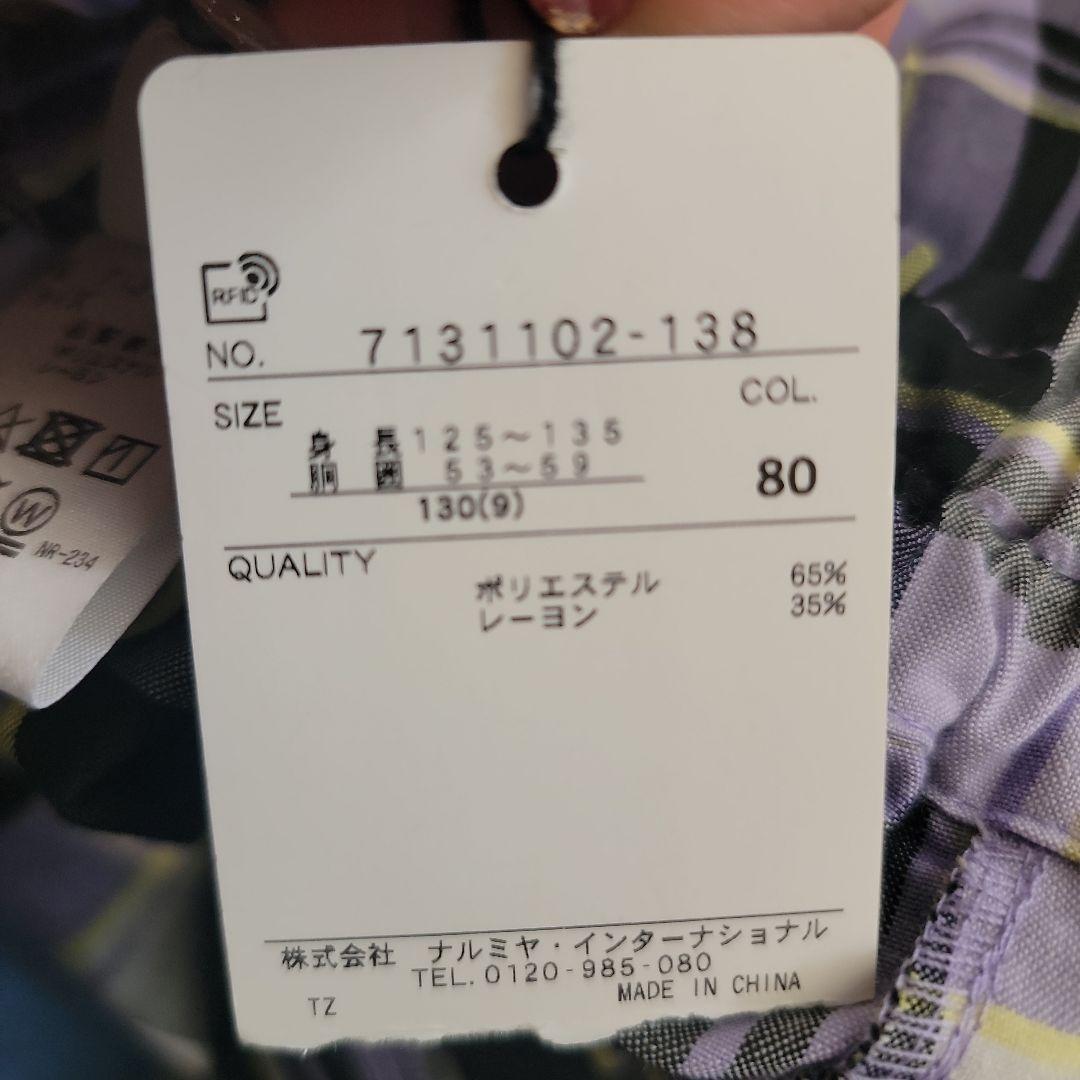 RFID
NO. 7131102-138
SIZE COL.
身 長 125～135
胴 囲 53～59
130(9)
80
QUALITY
ポリエステル 65%
レーヨン 35%
株式会社 ナルミヤ・インターナショナル
TEL.0120-985-080
TZ MADE IN CHINA
W
NR-234